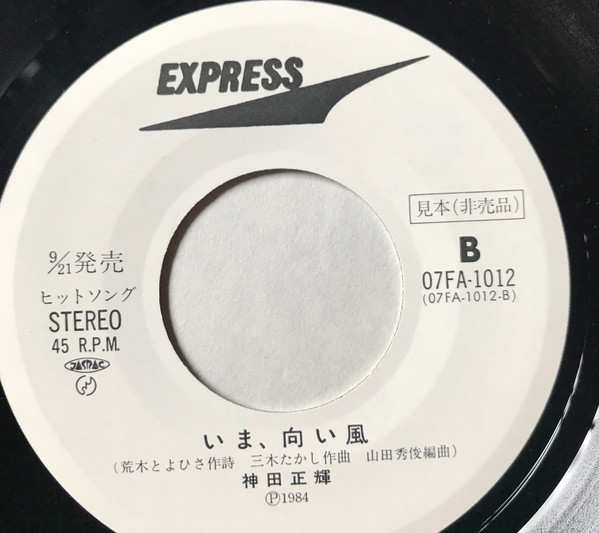 EXPRESS
見本(非売品)
B
07FA-1012
(07FA-1012-B)
9/21発売
ヒットソング
STEREO
45 R.P.M.
JASRAC
いま、向い風
(荒木とよひさ作詩 三木たかし作曲 山田秀俊編曲)
神田正輝
Ⓟ1984